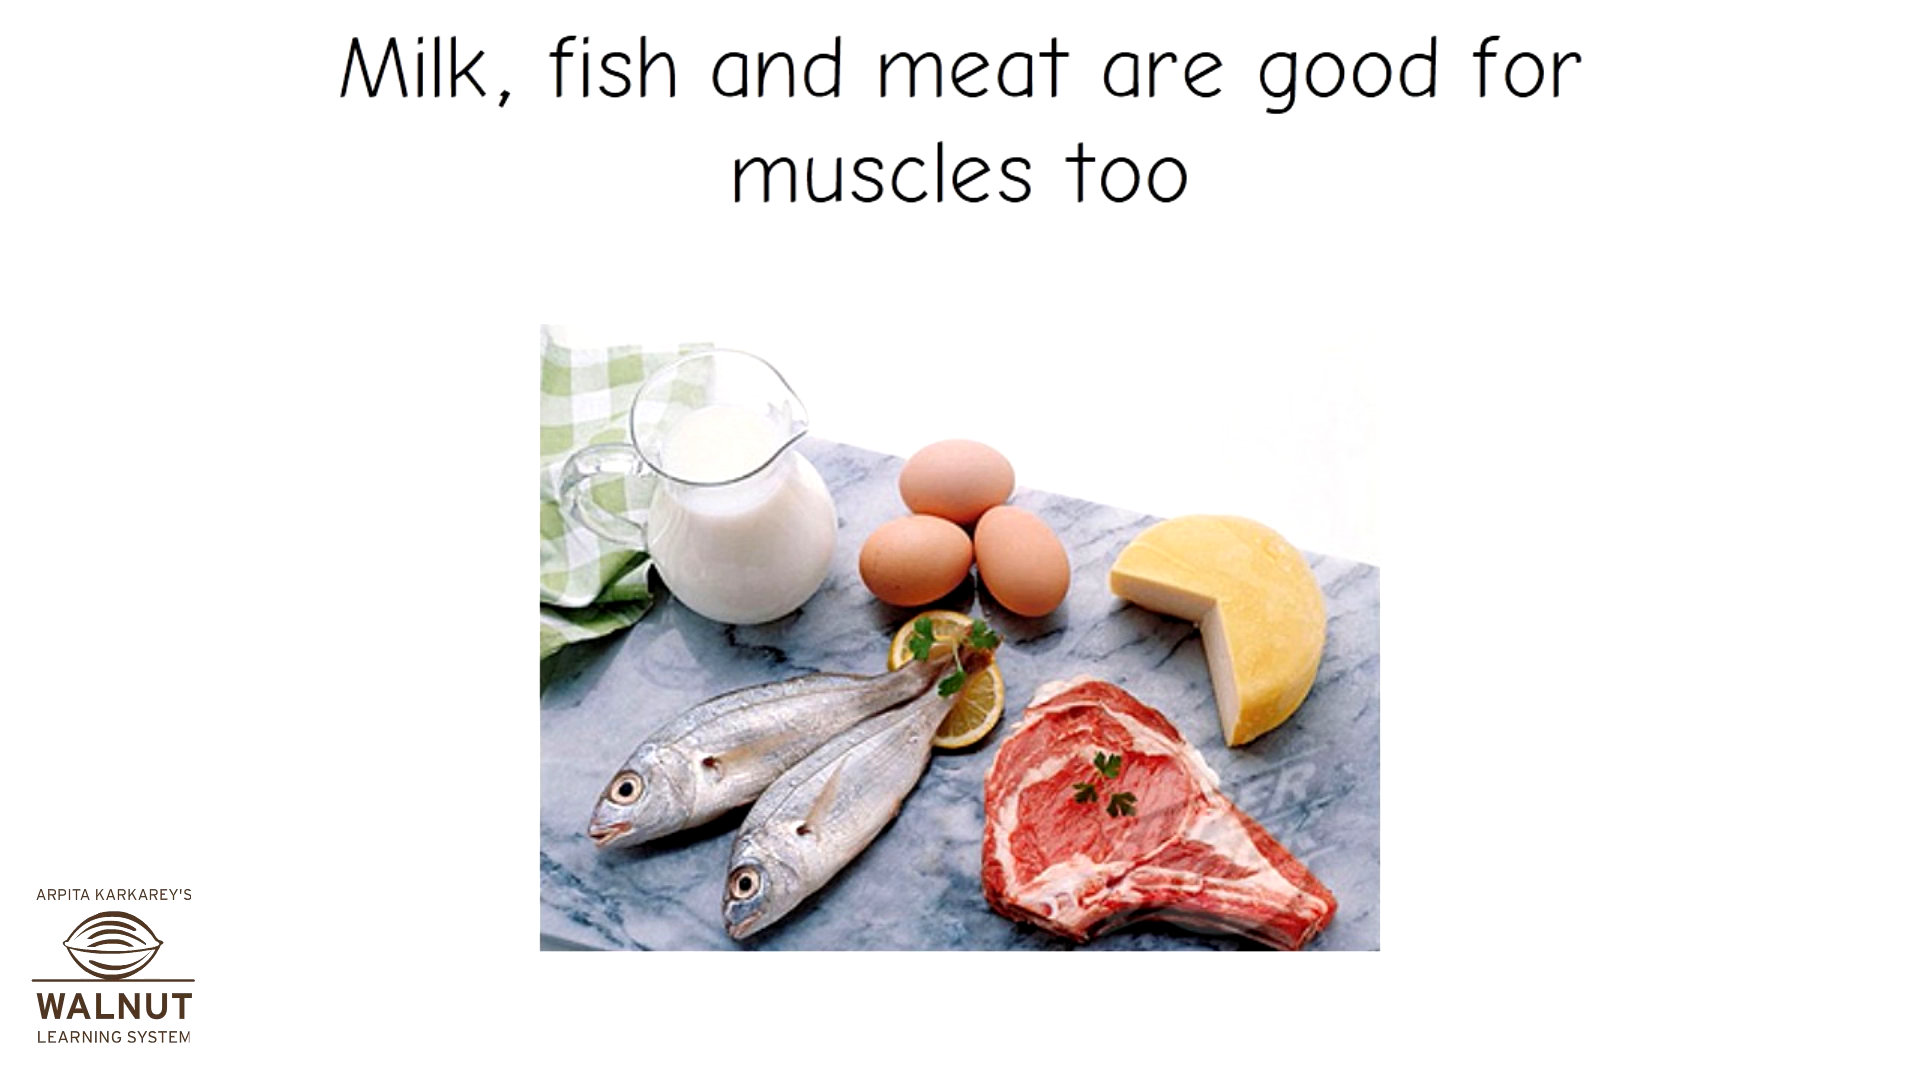 Milk, fish and meat are good for
muscles too
ARPITA KARKAREY'S
WALNUT
LEARNING SYSTEM